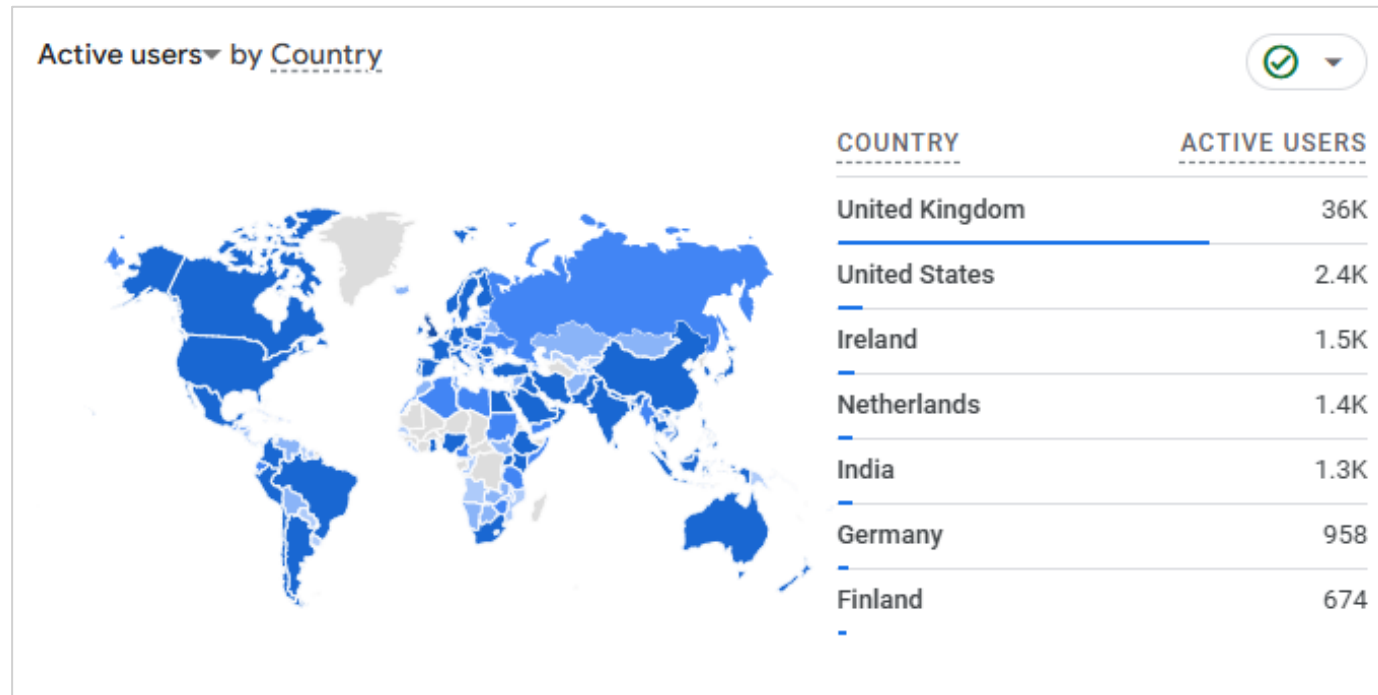 Active users by Country
COUNTRY ACTIVE USERS
United Kingdom 36K
United States 2.4K
Ireland 1.5K
Netherlands 1.4K
India 1.3K
Germany 958
Finland 674